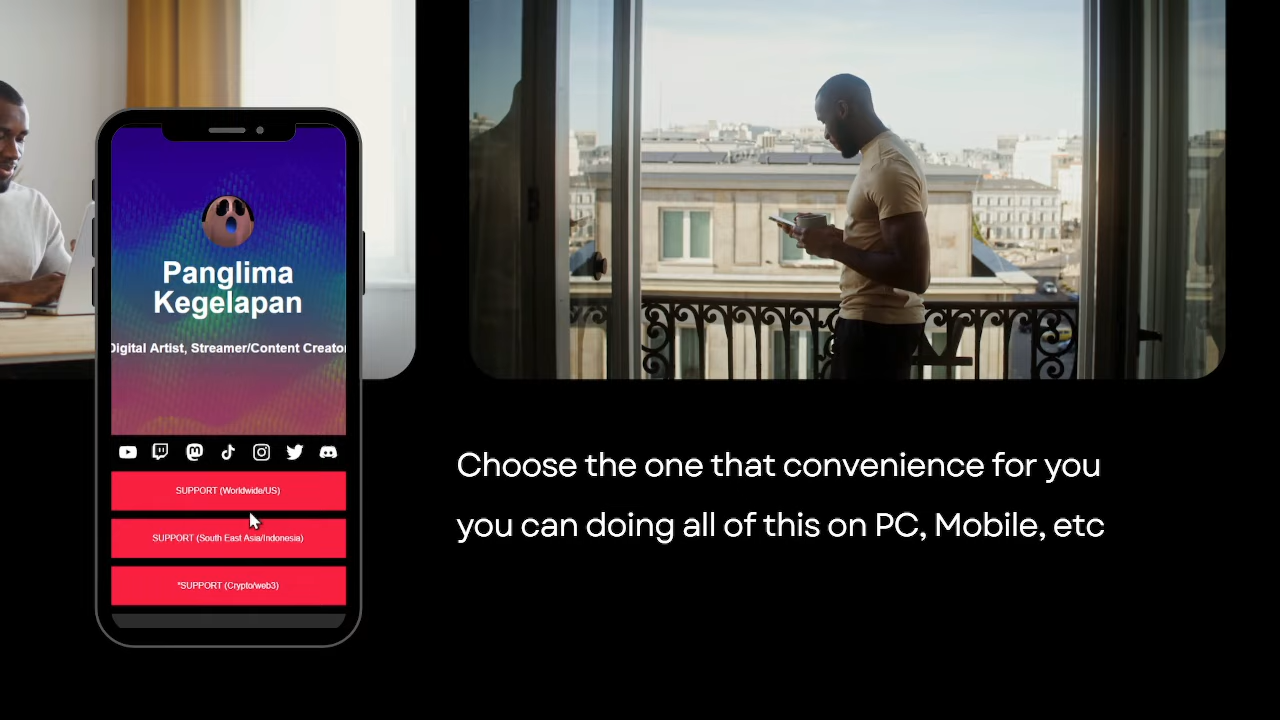 Panglima
Kegelapan
Digital Artist, Streamer/Content Creator
SUPPORT (Worldwide/US)
SUPPORT (South East Asia/Indonesia)
*SUPPORT (Crypto/web3)
Choose the one that convenience for you
you can doing all of this on PC, Mobile, etc